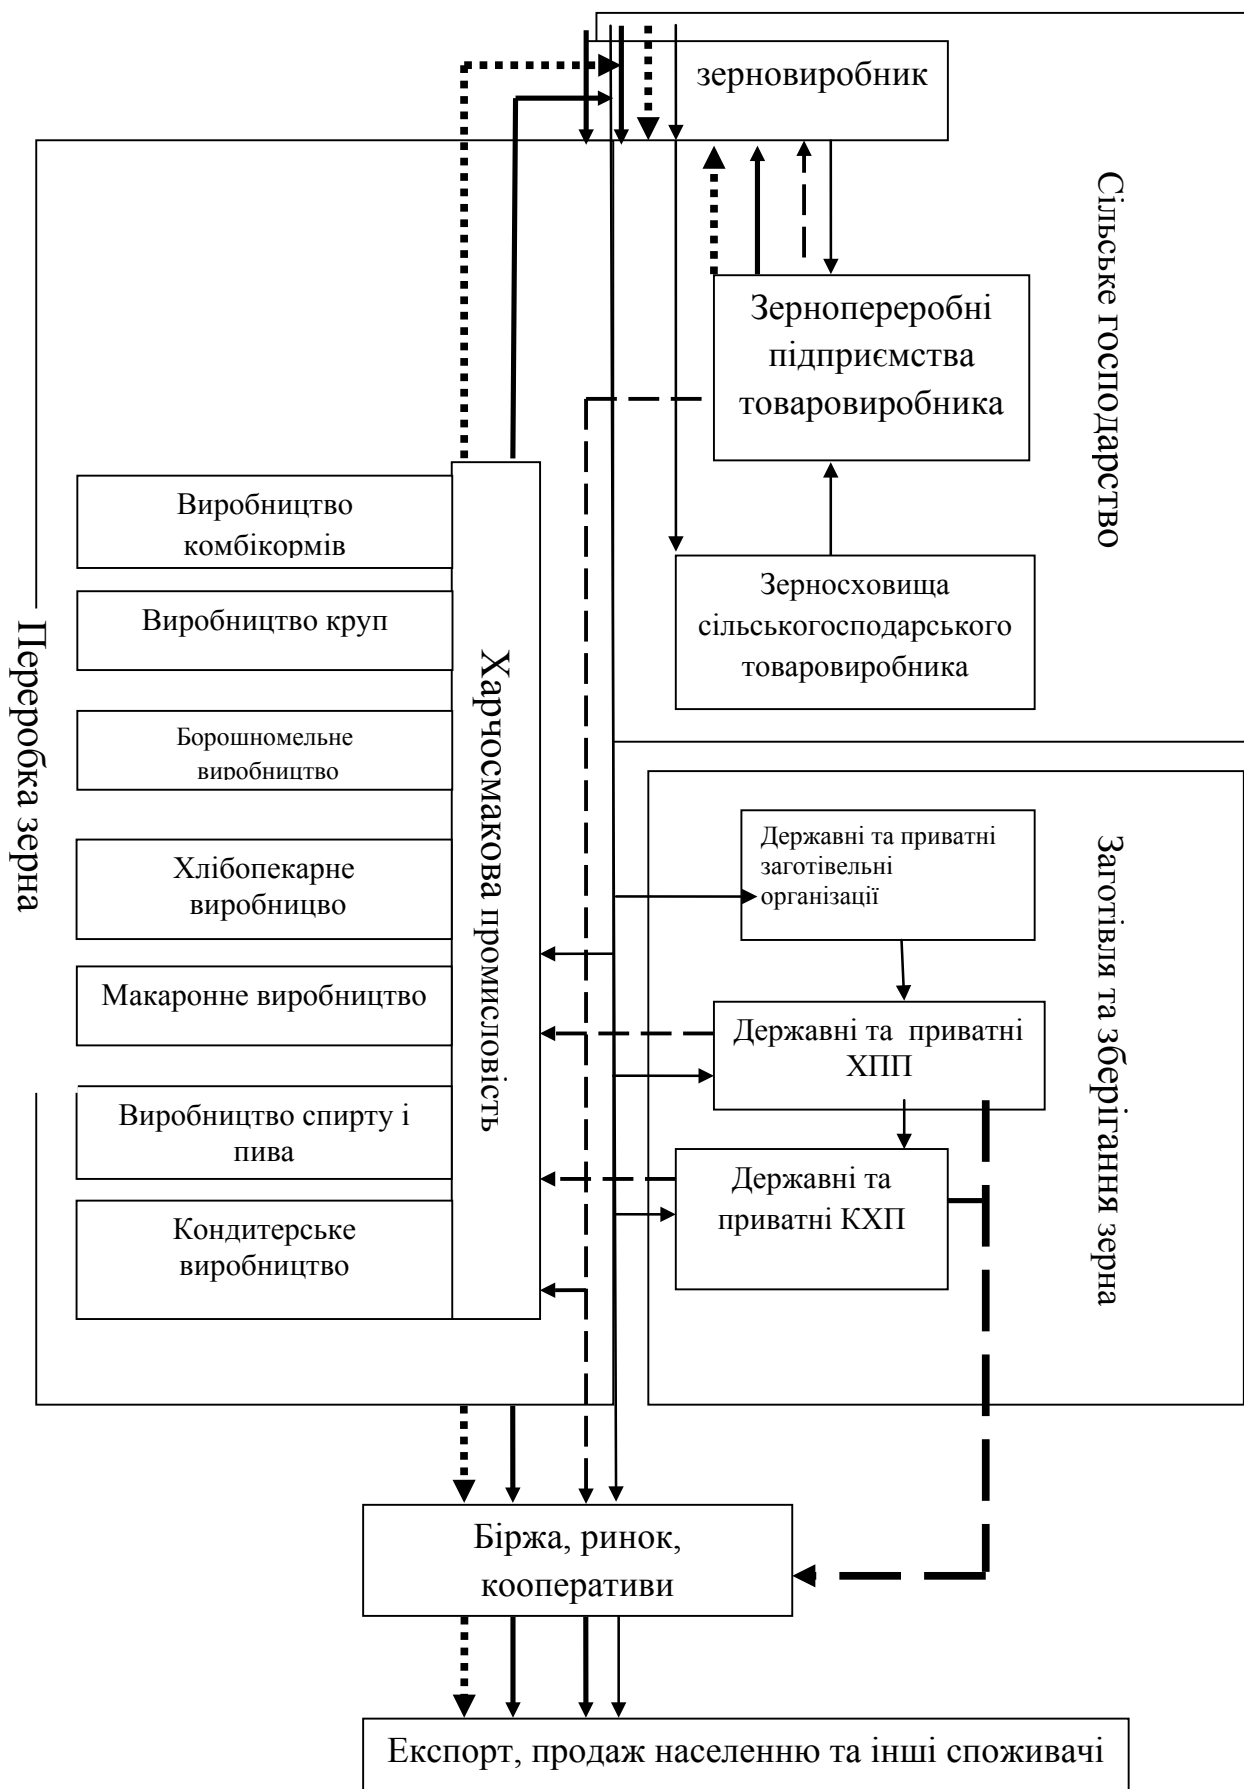 зерновиробник
Сільське господарство
Зернопереробні
підприємства
товаровиробника
Зерносховища
сільськогосподарського
товаровиробника
Переробка зерна
Харчосмакова промисловість
Виробництво
комбікормів
Виробництво круп
Борошномельне
виробництво
Хлібопекарне
виробницво
Макаронне виробництво
Виробництво спирту і
пива
Кондитерське
виробництво
Заготівля та зберігання зерна
Державні та приватні
заготівельні
організації
Державні та приватні
ХПП
Державні та
приватні КХП
Біржа, ринок,
кооперативи
Експорт, продаж населенню та інші споживачі